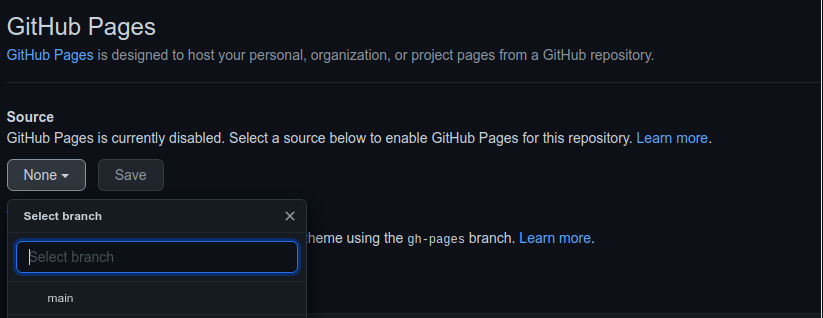 GitHub Pages
GitHub Pages is designed to host your personal, organization, or project pages from a GitHub repository.
Source
GitHub Pages is currently disabled. Select a source below to enable GitHub Pages for this repository. Learn more.
None
Save
Select branch
heme using the gh-pages branch. Learn more.
Select branch
main